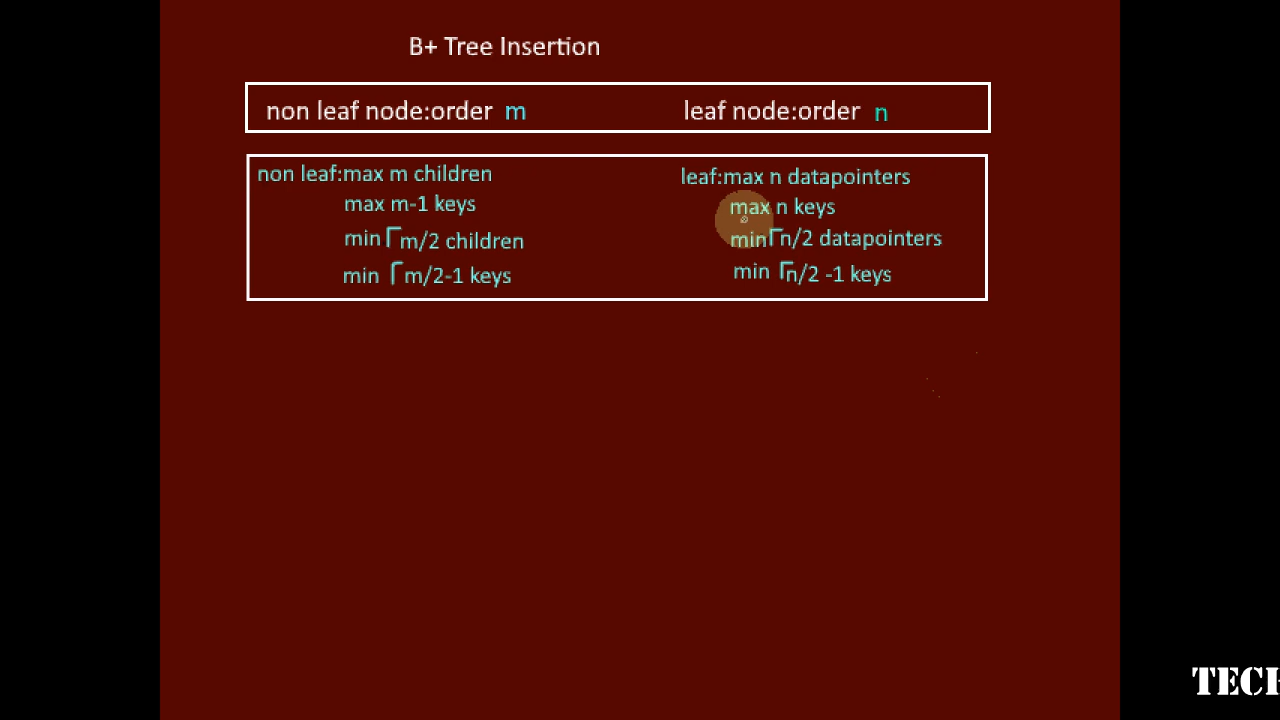 B+ Tree Insertion
non leaf node:order m
leaf node:order n
non leaf:max m children
max m-1 keys
min ⌈m/2 children
min ⌈m/2-1 keys
leaf:max n datapointers
max n keys
min⌈n/2 datapointers
min ⌈n/2 -1 keys
TECH